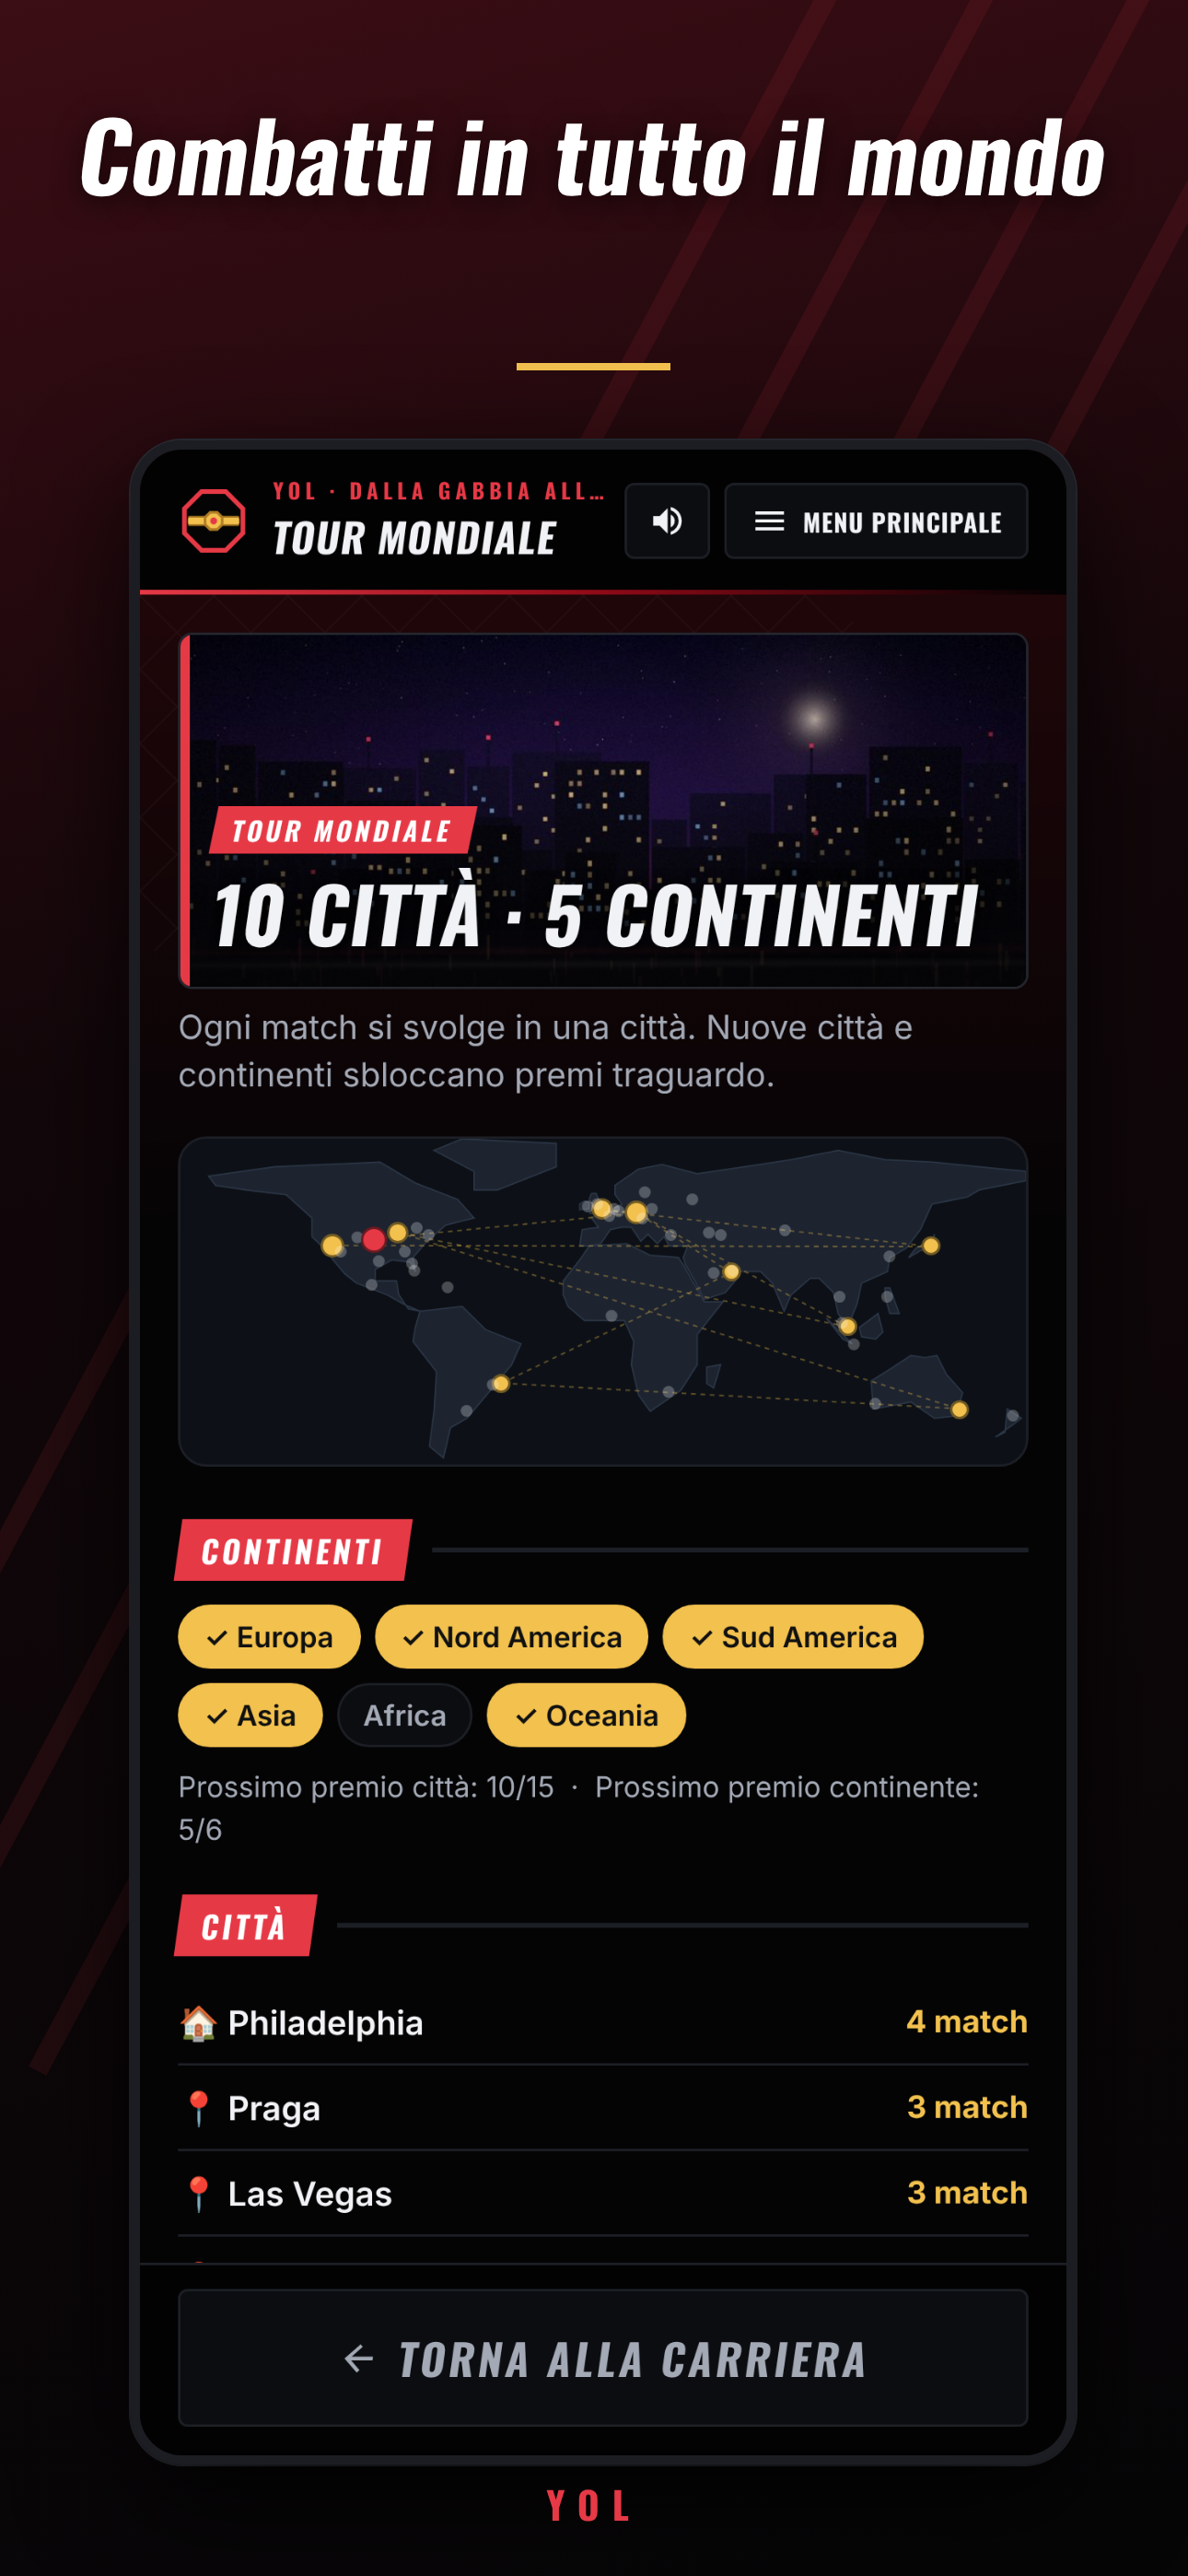 Combatti in tutto il mondo
YOL · DALLA GABBIA ALL…
TOUR MONDIALE
MENU PRINCIPALE
TOUR MONDIALE
10 CITTÀ · 5 CONTINENTI
Ogni match si svolge in una città. Nuove città e
continenti sbloccano premi traguardo.
CONTINENTI
✓ Europa
✓ Nord America
✓ Sud America
✓ Asia
Africa
✓ Oceania
Prossimo premio città: 10/15 · Prossimo premio continente:
5/6
CITTÀ
Philadelphia
4 match
Praga
3 match
Las Vegas
3 match
← TORNA ALLA CARRIERA
YOL